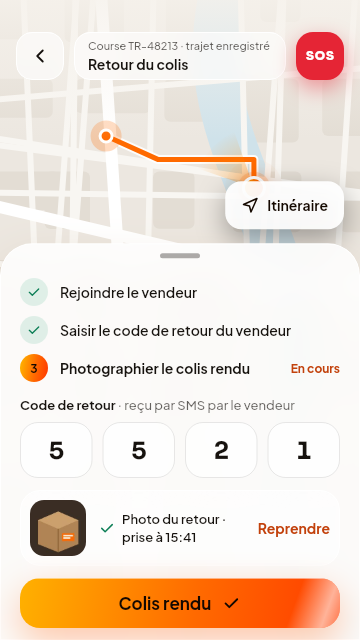 Course TR-48213 · trajet enregistré
Retour du colis
SOS
Itinéraire
Rejoindre le vendeur
Saisir le code de retour du vendeur
3 Photographier le colis rendu En cours
Code de retour · reçu par SMS par le vendeur
5 5 2 1
Photo du retour ·
prise à 15:41
Reprendre
Colis rendu